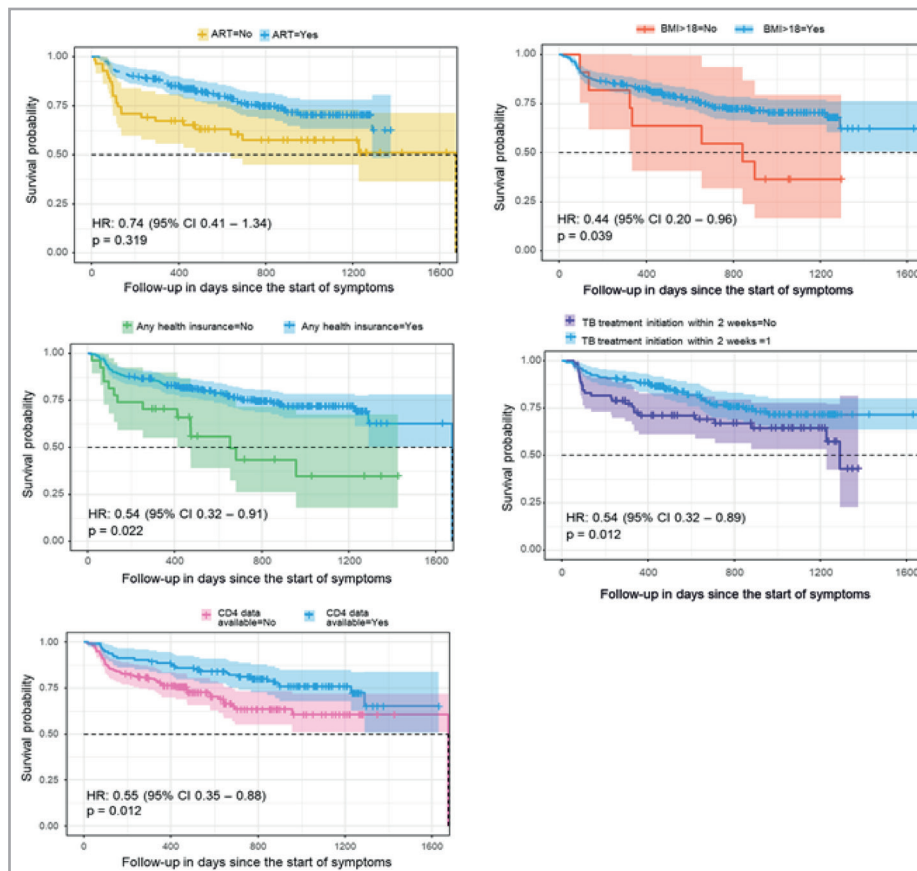 ART=No ART=Yes
Survival probability
1.00
0.75
0.50
0.25
0.00
HR: 0.74 (95% CI 0.41 – 1.34)
p = 0.319
0 400 800 1200 1600
Follow-up in days since the start of symptoms
BMI>18=No BMI>18=Yes
Survival probability
1.00
0.75
0.50
0.25
0.00
HR: 0.44 (95% CI 0.20 – 0.96)
p = 0.039
0 400 800 1200 1600
Follow-up in days since the start of symptoms
Any health insurance=No Any health insurance=Yes
Survival probability
1.00
0.75
0.50
0.25
0.00
HR: 0.54 (95% CI 0.32 – 0.91)
p = 0.022
0 400 800 1200 1600
Follow-up in days since the start of symptoms
TB treatment initiation within 2 weeks=No
TB treatment initiation within 2 weeks =1
Survival probability
1.00
0.75
0.50
0.25
0.00
HR: 0.54 (95% CI 0.32 – 0.89)
p = 0.012
0 400 800 1200 1600
Follow-up in days since the start of symptoms
CD4 data available=No
CD4 data available=Yes
Survival probability
1.00
0.75
0.50
0.25
0.00
HR: 0.55 (95% CI 0.35 – 0.88)
p = 0.012
0 400 800 1200 1600
Follow-up in days since the start of symptoms